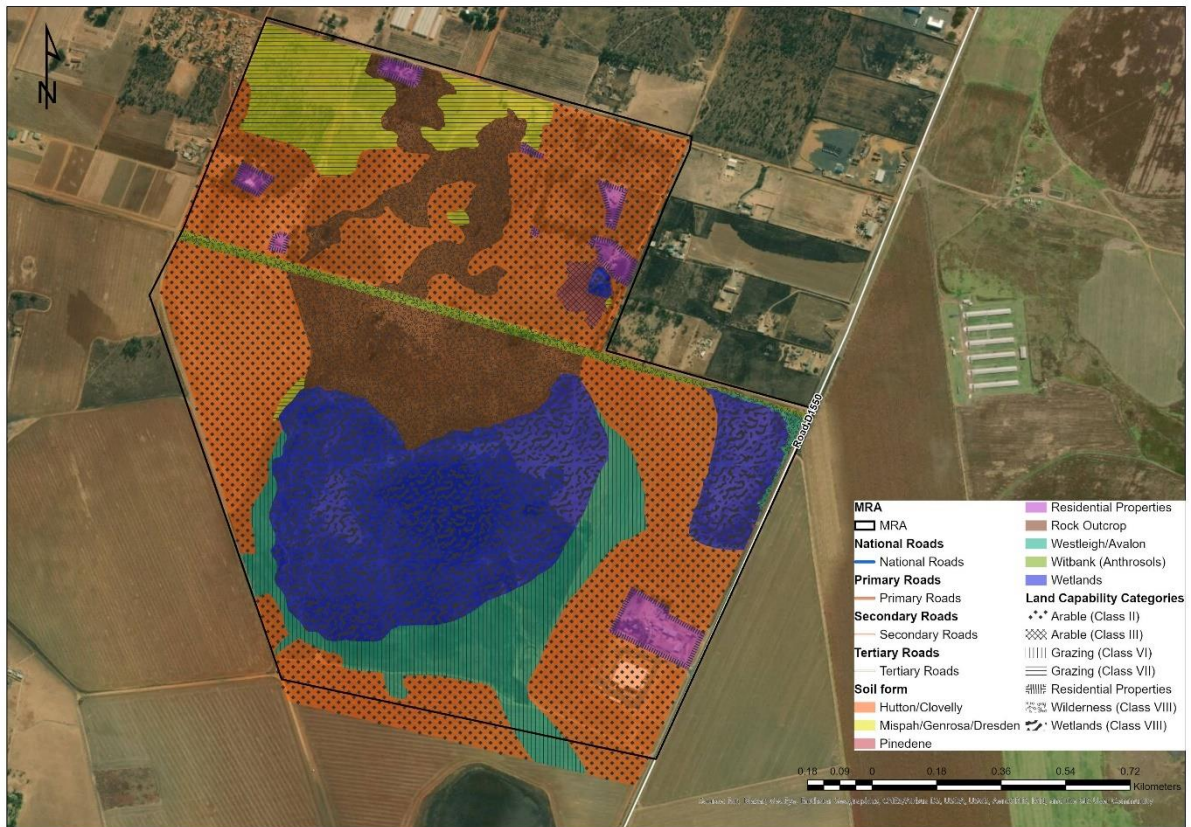 N
Road D1550
MRA
MRA
National Roads
National Roads
Primary Roads
Primary Roads
Secondary Roads
Secondary Roads
Tertiary Roads
Tertiary Roads
Soil form
Hutton/Clovelly
Mispah/Genrosa/Dresden
Pinedene
Residential Properties
Rock Outcrop
Westleigh/Avalon
Witbank (Anthrosols)
Wetlands
Land Capability Categories
Arable (Class II)
Arable (Class III)
Grazing (Class VI)
Grazing (Class VII)
Residential Properties
Wilderness (Class VIII)
Wetlands (Class VIII)
0.18 0.09 0 0.18 0.36 0.54 0.72
Kilometers